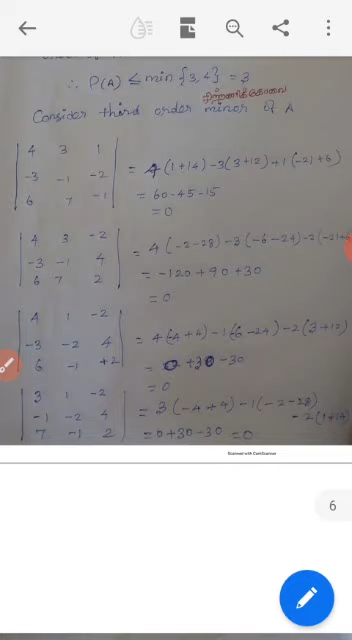 ∴ P(A) ≤ min {3,4} = 3
Consider third order minor of A
| 4 3 1 |
| -3 -1 -2 | = 4(1+14)-3(3+12)+1(-21+6)
| 6 7 -1 | = 60-45-15
= 0
| 4 3 -2 |
| -3 -1 4 | = 4(-2-28)-3(-6-24)-2(-21+6
| 6 7 2 | = -120+90+30
= 0
| 4 1 -2 |
| -3 -2 4 | = 4(-4+4)-1(-6-24)-2(3+12)
| 6 -1 +2 | = 0+30-30
= 0
| 3 1 -2 |
| -1 -2 4 | = 3(-4+4)-1(-2-28)
-2(1+14)
| 7 -1 2 | = 0+30-30 = 0
Scanned with CamScanner
6